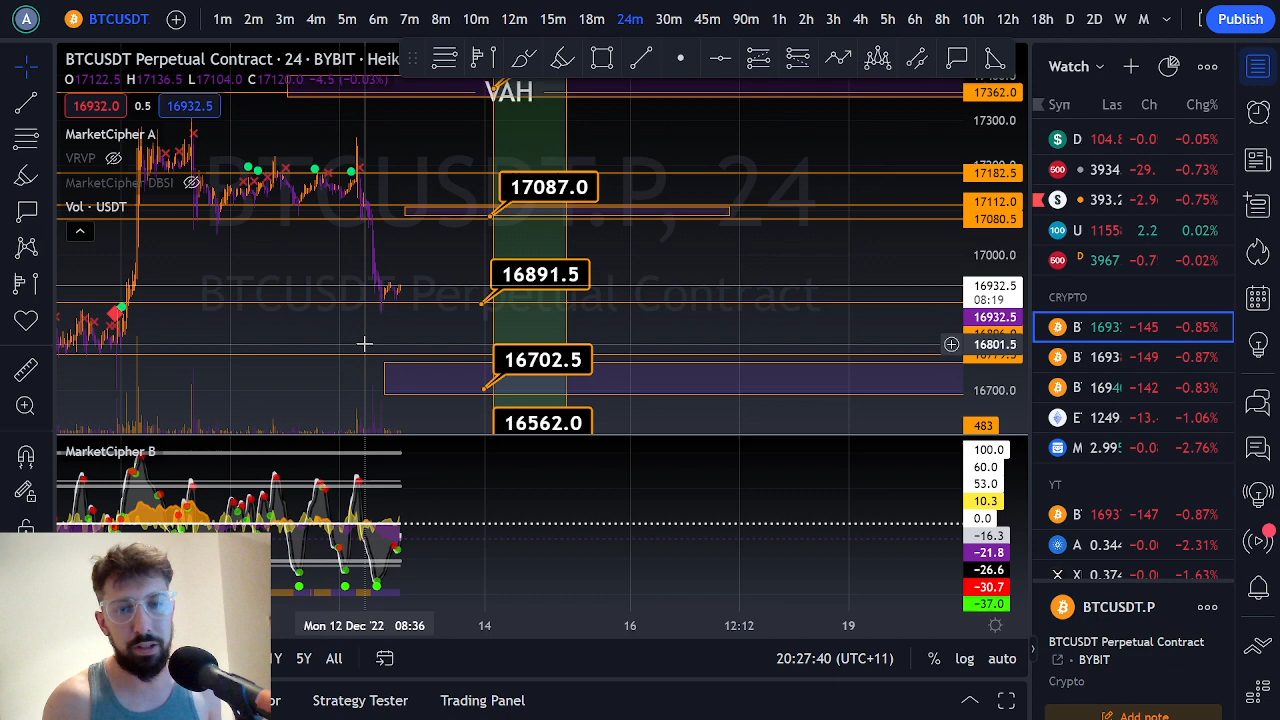 A BTCUSDT 1m 2m 3m 4m 5m 6m 7m 8m 10m 12m 15m 18m 24m 30m 45m 90m 1h 2h 3h 4h 5h 6h 8h 10h 12h 18h D 2D W M Publish
BTCUSDT Perpetual Contract · 24 · BYBIT · Heik
O17122.5 H17136.5 L17104.0 C17120.0 −4.5 (−0.03%)
16932.0 0.5 16932.5
MarketCipher A
VRVP
MarketCipher DBSI
Vol · USDT
BTCUSDT.P, 24
BTCUSDT Perpetual Contract
VAH
17087.0
16891.5
16702.5
16562.0
17362.0
17300.0
17182.5
17112.0
17080.5
17000.0
16932.5
08:19
16932.5
16801.5
16700.0
483
MarketCipher B
100.0
60.0
53.0
10.3
0.0
−16.3
−21.8
−26.6
−30.7
−37.0
Mon 12 Dec '22 08:36 14 16 12:12 19
5Y All 20:27:40 (UTC+11) % log auto
Strategy Tester Trading Panel
Watch
Las Ch Chg%
D 104.8 −0.0 −0.05%
3934. −29. −0.73%
393.2 −2.9 −0.75%
U 1155 2.2 0.02%
D 3967 −0.7 −0.02%
CRYPTO
B 1693 −145 −0.85%
B 1693 −149 −0.87%
B 1694 −142 −0.83%
E 1249. −13. −1.06%
M 2.99 −0.0 −2.76%
YT
B 1693 −147 −0.87%
A 0.344 −0.0 −2.31%
X 0.374 −0.0 −1.63%
BTCUSDT.P
BTCUSDT Perpetual Contract
· BYBIT
Crypto
Add note